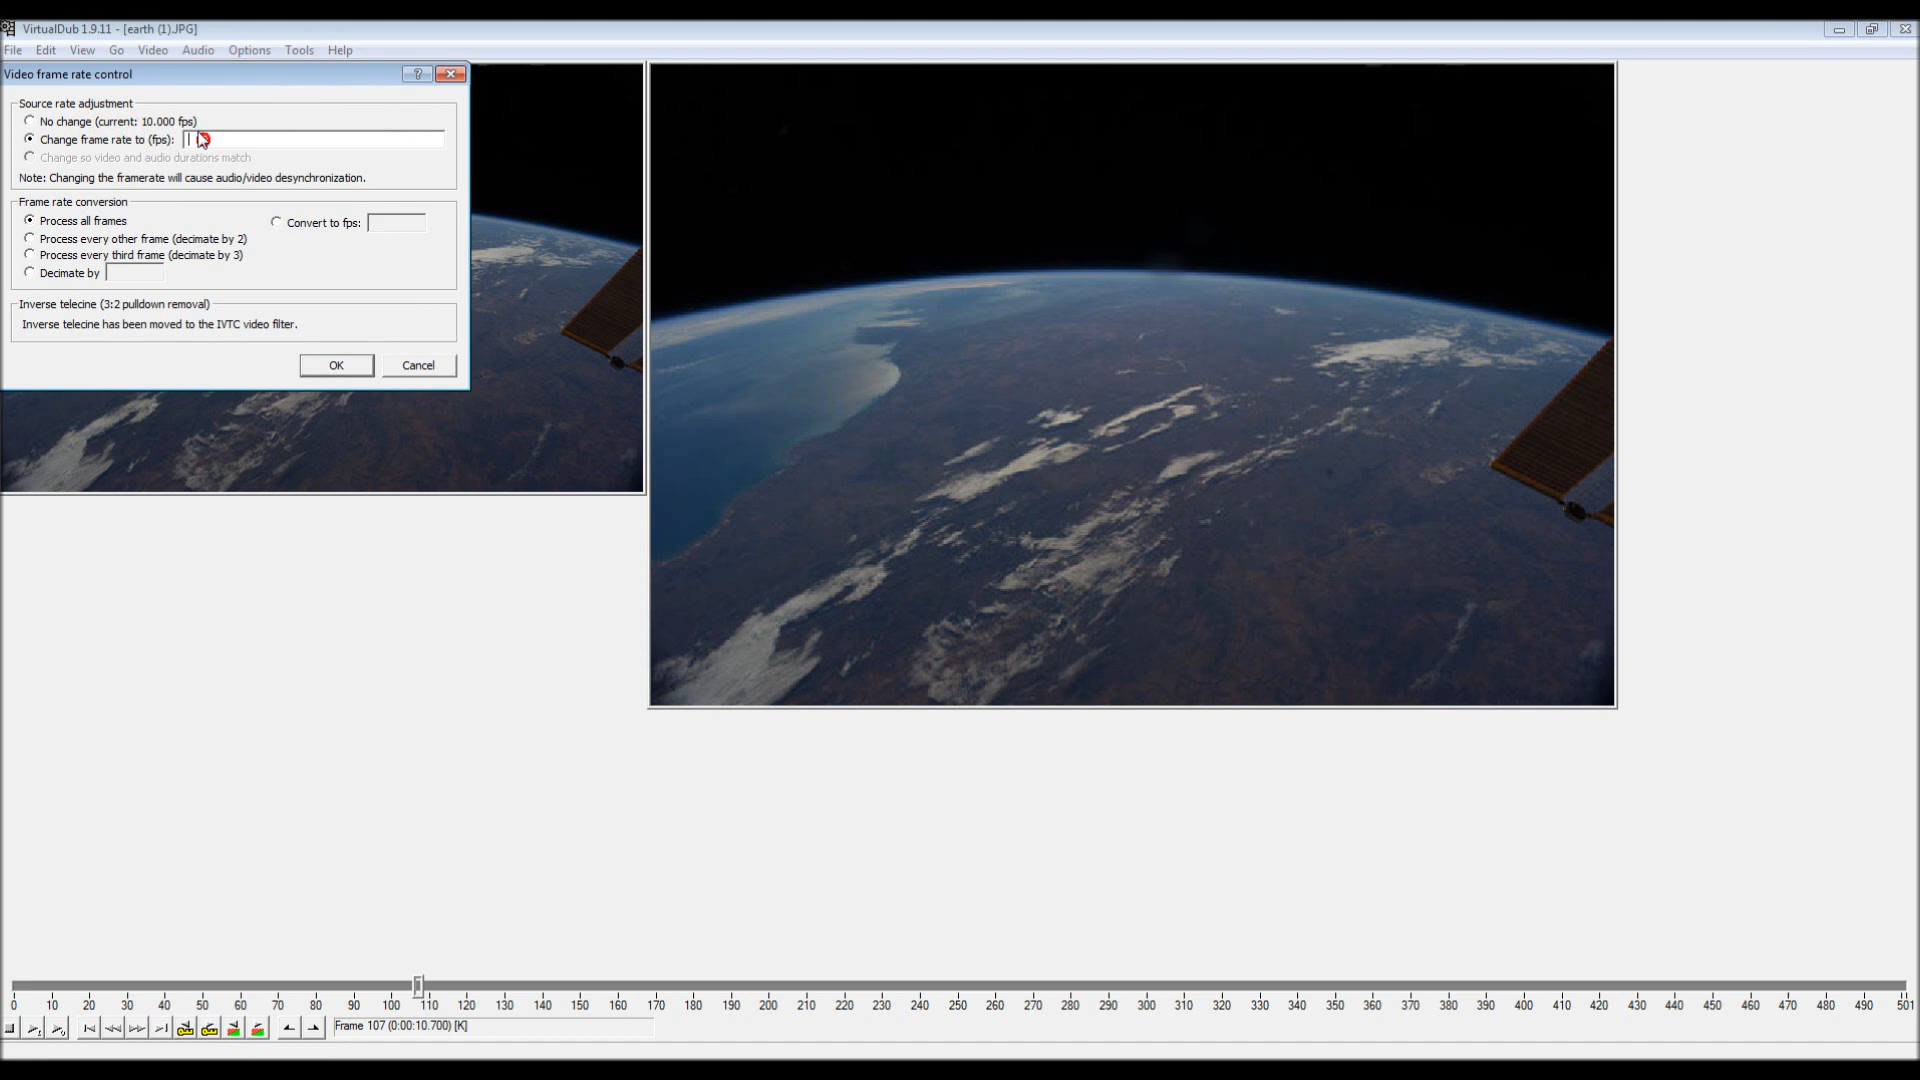 VirtualDub 1.9.11 - [earth (1).JPG]
File Edit View Go Video Audio Options Tools Help
Video frame rate control
?
Source rate adjustment
No change (current: 10.000 fps)
Change frame rate to (fps):
Change so video and audio durations match
Note: Changing the framerate will cause audio/video desynchronization.
Frame rate conversion
Process all frames
Convert to fps:
Process every other frame (decimate by 2)
Process every third frame (decimate by 3)
Decimate by
Inverse telecine (3:2 pulldown removal)
Inverse telecine has been moved to the IVTC video filter.
OK Cancel
0 10 20 30 40 50 60 70 80 90 100 110 120 130 140 150 160 170 180 190 200 210 220 230 240 250 260 270 280 290 300 310 320 330 340 350 360 370 380 390 400 410 420 430 440 450 460 470 480 490 501
Frame 107 (0:00:10.700) [K]